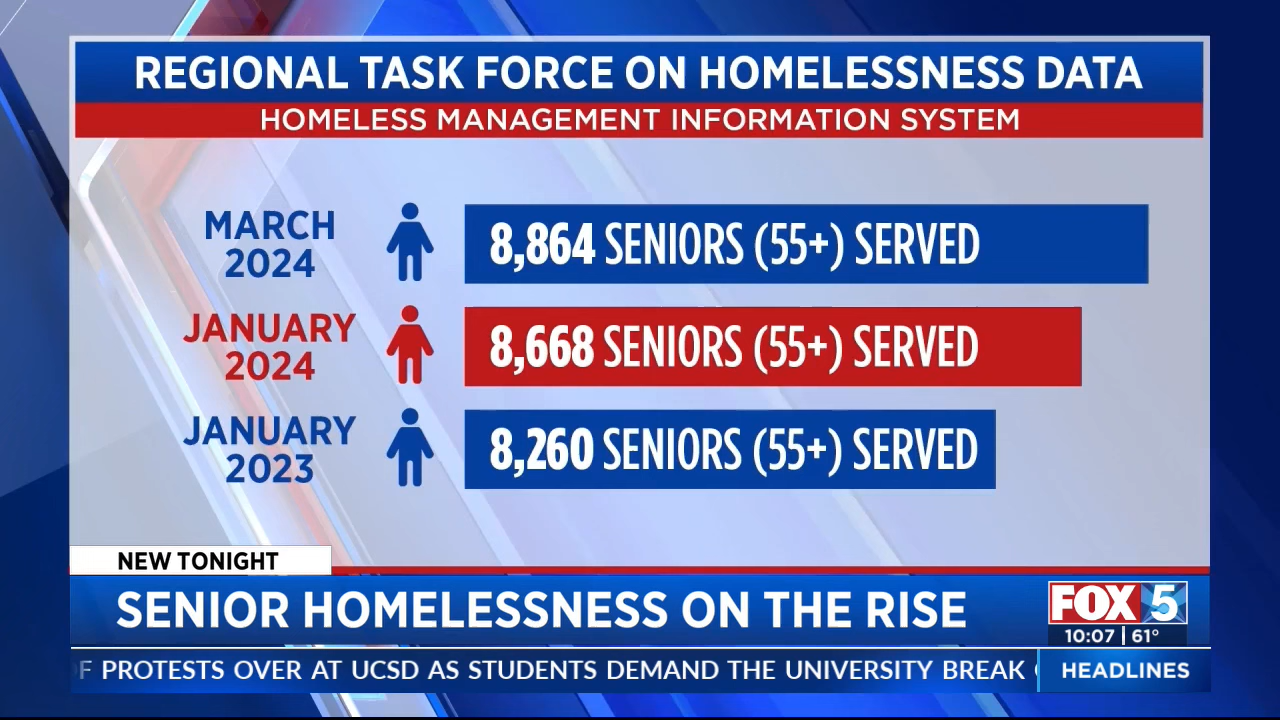 REGIONAL TASK FORCE ON HOMELESSNESS DATA
HOMELESS MANAGEMENT INFORMATION SYSTEM
MARCH
2024
8,864 SENIORS (55+) SERVED
JANUARY
2024
8,668 SENIORS (55+) SERVED
JANUARY
2023
8,260 SENIORS (55+) SERVED
NEW TONIGHT
SENIOR HOMELESSNESS ON THE RISE
FOX 5
10:07 | 61°
PROTESTS OVER AT UCSD AS STUDENTS DEMAND THE UNIVERSITY BREAK
HEADLINES